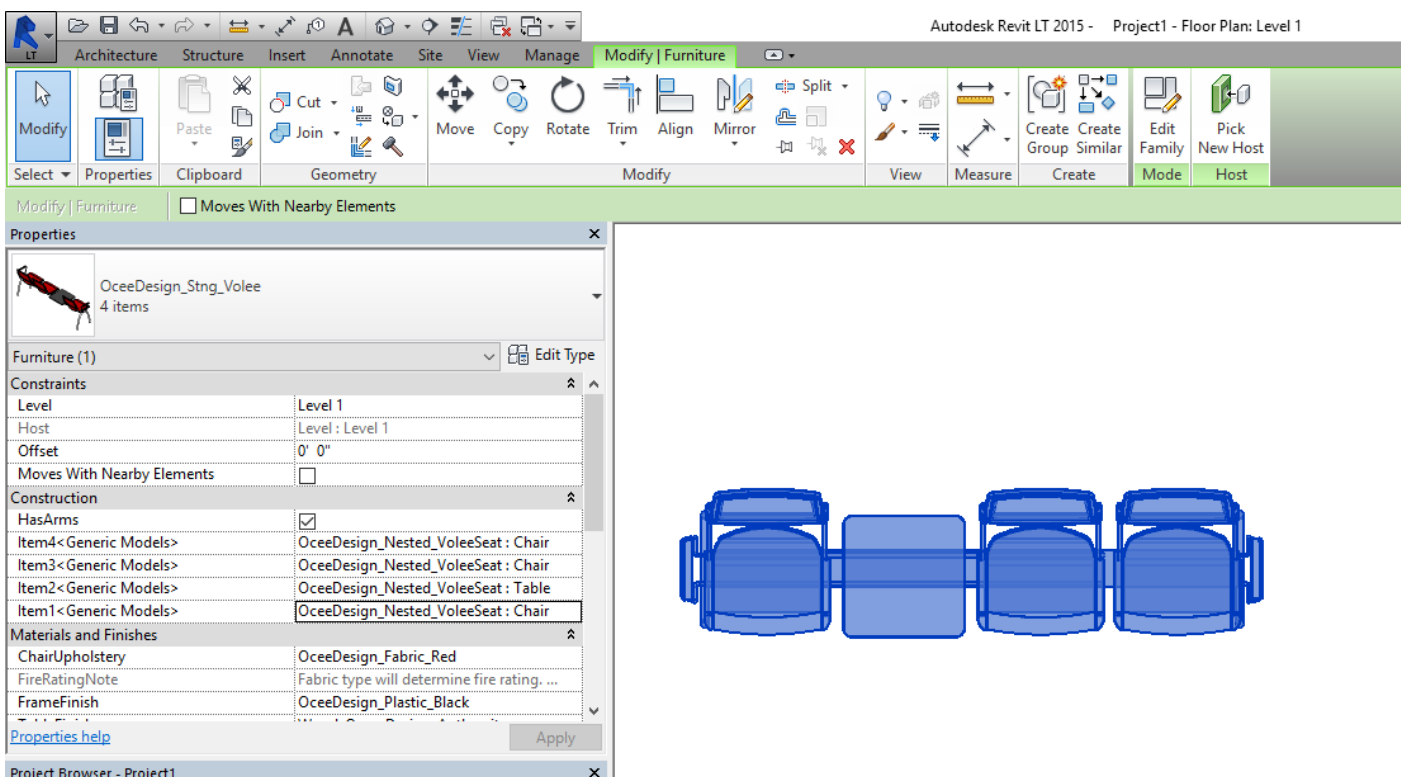 Autodesk Revit LT 2015 - Project1 - Floor Plan: Level 1
LT Architecture Structure Insert Annotate Site View Manage Modify | Furniture
Modify Paste Cut Join Move Copy Rotate Trim Align Mirror Split Create Group Create Similar Edit Family Pick New Host
Select Properties Clipboard Geometry Modify View Measure Create Mode Host
Modify | Furniture Moves With Nearby Elements
Properties
OceeDesign_Stng_Volee
4 items
Furniture (1) Edit Type
Constraints
Level Level 1
Host Level : Level 1
Offset 0' 0"
Moves With Nearby Elements
Construction
HasArms
Item4<Generic Models> OceeDesign_Nested_VoleeSeat : Chair
Item3<Generic Models> OceeDesign_Nested_VoleeSeat : Chair
Item2<Generic Models> OceeDesign_Nested_VoleeSeat : Table
Item1<Generic Models> OceeDesign_Nested_VoleeSeat : Chair
Materials and Finishes
ChairUpholstery OceeDesign_Fabric_Red
FireRatingNote Fabric type will determine fire rating. ...
FrameFinish OceeDesign_Plastic_Black
Properties help Apply
Project Browser - Project1